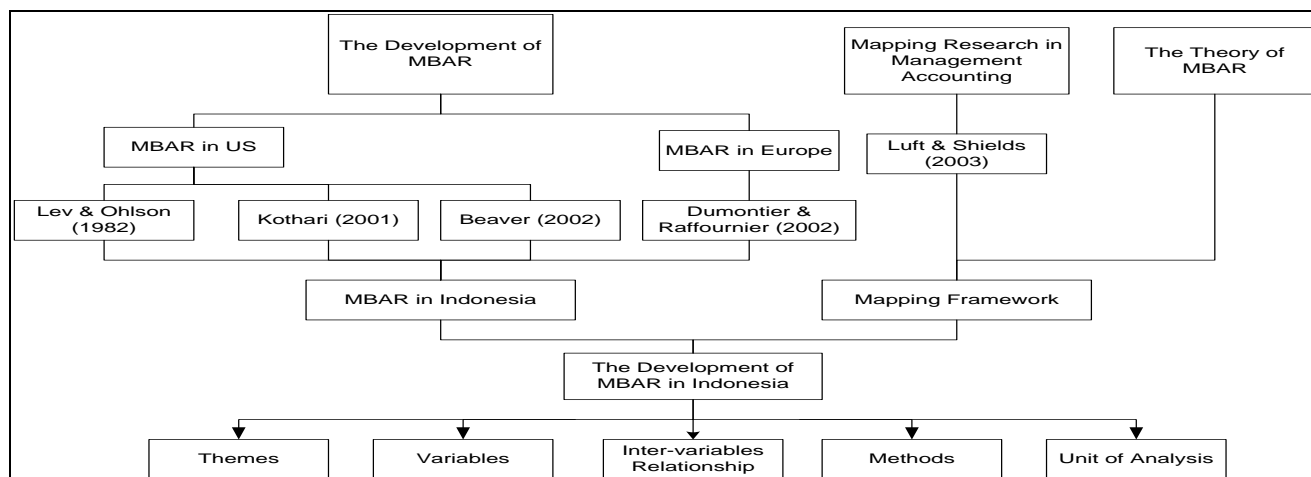 The Development of
MBAR
Mapping Research in
Management
Accounting
The Theory of
MBAR
MBAR in US
MBAR in Europe
Luft & Shields
(2003)
Lev & Ohlson
(1982)
Kothari (2001)
Beaver (2002)
Dumontier &
Raffournier (2002)
MBAR in Indonesia
Mapping Framework
The Development of
MBAR in Indonesia
Themes
Variables
Inter-variables
Relationship
Methods
Unit of Analysis